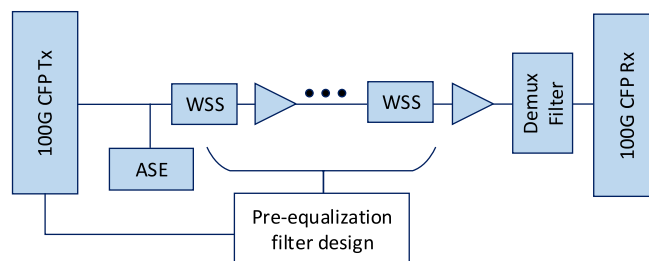 100G CFP Tx
WSS
WSS
Demux
Filter
100G CFP Rx
ASE
Pre-equalization
filter design